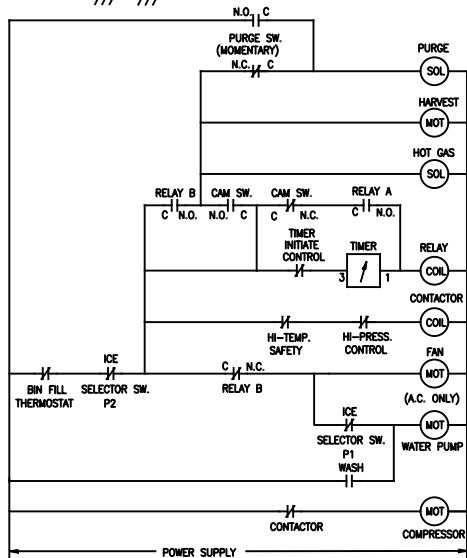 N.O. C
PURGE SW.
(MOMENTARY)
N.C. C
PURGE
SOL
HARVEST
MOT
HOT GAS
SOL
RELAY B
C N.O.
CAM SW.
N.O. C
CAM SW.
C N.C.
RELAY A
C N.O.
TIMER
INITIATE
CONTROL
TIMER
3 1
RELAY
COIL
CONTACTOR
COIL
HI-TEMP.
SAFETY
HI-PRESS.
CONTROL
BIN FILL
THERMOSTAT
ICE
SELECTOR SW.
P2
C N.C.
RELAY B
FAN
MOT
(A.C. ONLY)
ICE
SELECTOR SW.
P1
WASH
MOT
WATER PUMP
CONTACTOR
MOT
COMPRESSOR
POWER SUPPLY